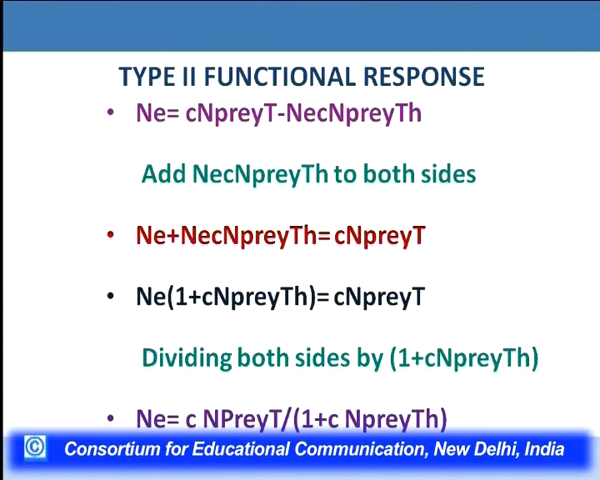 TYPE II FUNCTIONAL RESPONSE
• Ne= cNpreyT-NecNpreyTh
Add NecNpreyTh to both sides
• Ne+NecNpreyTh= cNpreyT
• Ne(1+cNpreyTh)= cNpreyT
Dividing both sides by (1+cNpreyTh)
• Ne= c NPreyT/(1+c NpreyTh)
© Consortium for Educational Communication, New Delhi, India